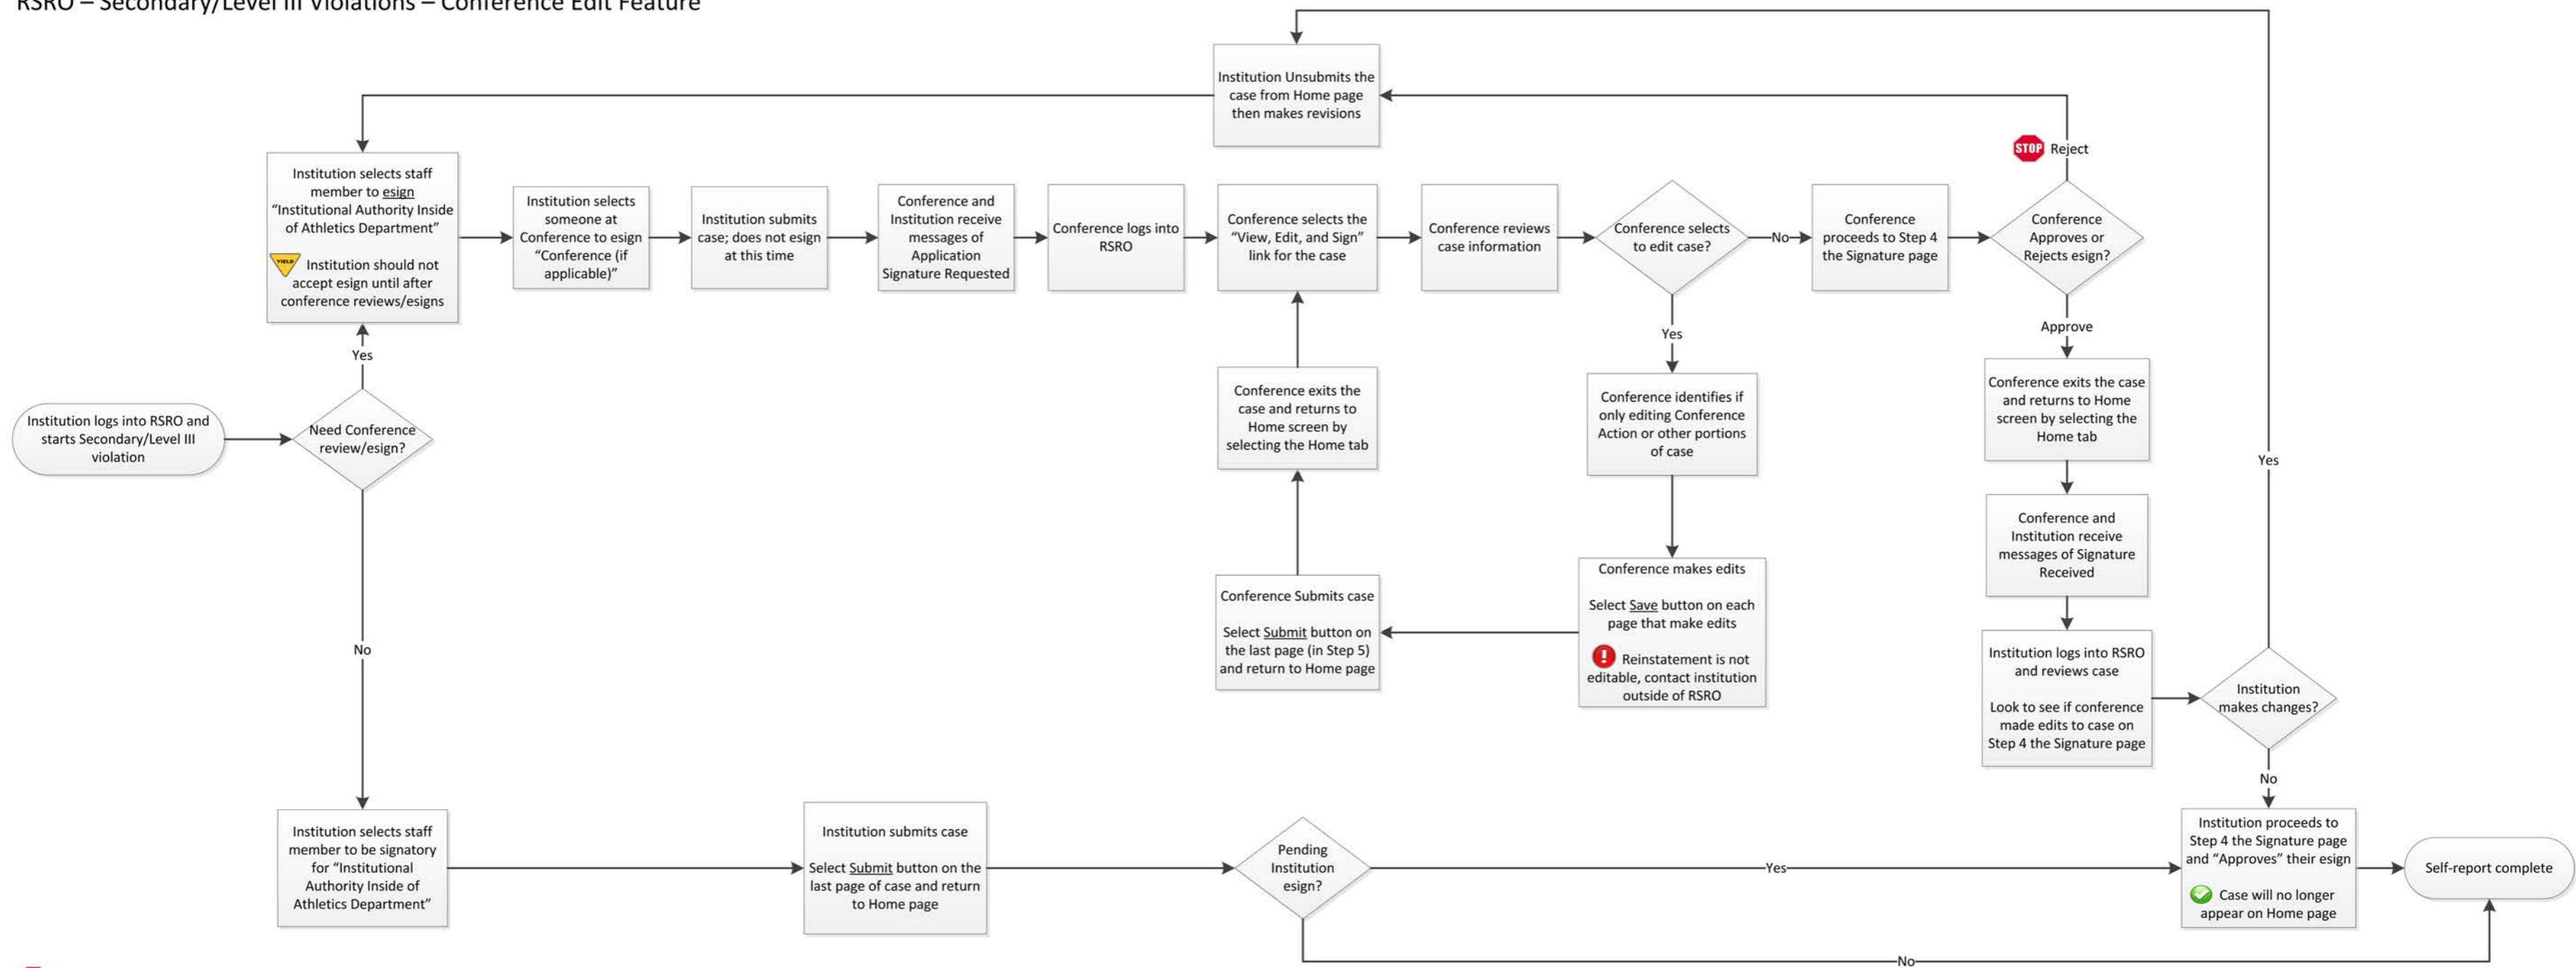 RSRO – Secondary/Level III Violations – Conference Edit Feature
Institution Unsubmits the
case from Home page
then makes revisions
STOP Reject
Institution selects staff
member to esign
“Institutional Authority Inside
of Athletics Department”
YIELD Institution should not
accept esign until after
conference reviews/esigns
Institution selects
someone at
Conference to esign
“Conference (if
applicable)”
Institution submits
case; does not esign
at this time
Conference and
Institution receive
messages of
Application
Signature Requested
Conference logs into
RSRO
Conference selects the
“View, Edit, and Sign”
link for the case
Conference reviews
case information
Conference selects
to edit case?
No
Conference
proceeds to Step 4
the Signature page
Conference
Approves or
Rejects esign?
Yes
Yes
Approve
Institution logs into RSRO and
starts Secondary/Level III
violation
Need Conference
review/esign?
Conference exits the
case and returns to
Home screen by
selecting the Home tab
Conference identifies if
only editing Conference
Action or other portions
of case
Conference exits the case
and returns to Home
screen by selecting the
Home tab
Yes
Conference and
Institution receive
messages of Signature
Received
Conference Submits case
Select Submit button on
the last page (in Step 5)
and return to Home page
Conference makes edits
Select Save button on each
page that make edits
! Reinstatement is not
editable, contact institution
outside of RSRO
Institution logs into RSRO
and reviews case
Look to see if conference
made edits to case on
Step 4 the Signature page
Institution
makes changes?
No
No
Institution selects staff
member to be signatory
for “Institutional
Authority Inside of
Athletics Department”
Institution submits case
Select Submit button on the
last page of case and return
to Home page
Pending
Institution
esign?
Yes
Institution proceeds to
Step 4 the Signature page
and “Approves” their esign
Case will no longer
appear on Home page
Self-report complete
No